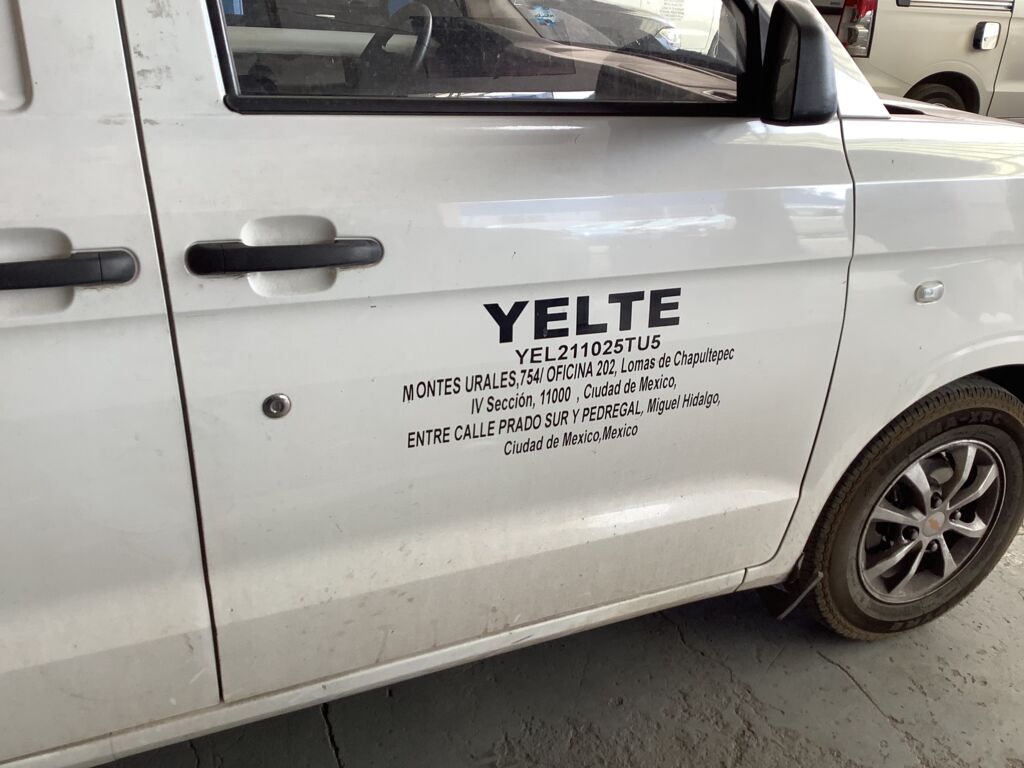 YELTE
YEL211025TU5
MONTES URALES,754/ OFICINA 202, Lomas de Chapultepec
IV Sección, 11000 , Ciudad de Mexico,
ENTRE CALLE PRADO SUR Y PEDREGAL, Miguel Hidalgo,
Ciudad de Mexico,Mexico